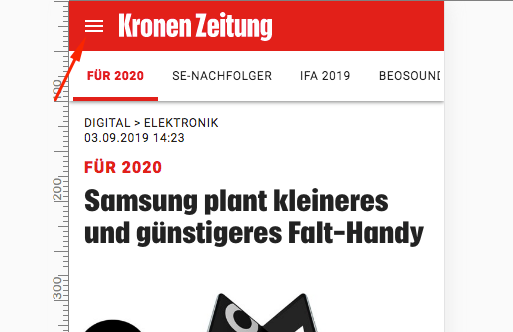 Kronen Zeitung
FÜR 2020 SE-NACHFOLGER IFA 2019 BEOSOUND
DIGITAL > ELEKTRONIK
03.09.2019 14:23
FÜR 2020
Samsung plant kleineres
und günstigeres Falt-Handy
200
300